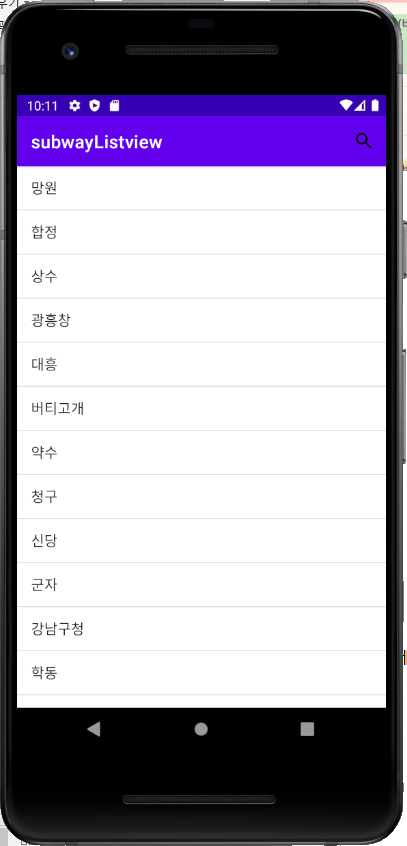 10:11
subwayListview
망원
합정
상수
광흥창
대흥
버티고개
약수
청구
신당
군자
강남구청
학동